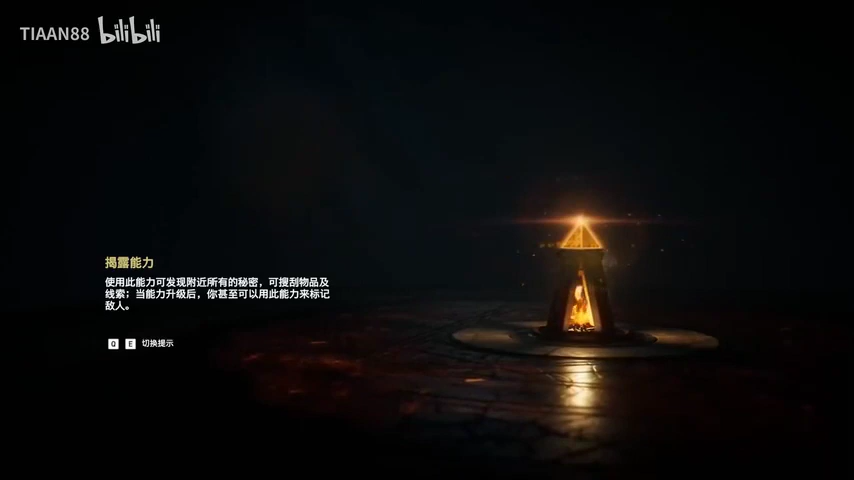 TIAAN88 bilibili
揭露能力
使用此能力可发现附近所有的秘密，可搜刮物品及
线索；当能力升级后，你甚至可以用此能力来标记
敌人。
Q E 切换提示